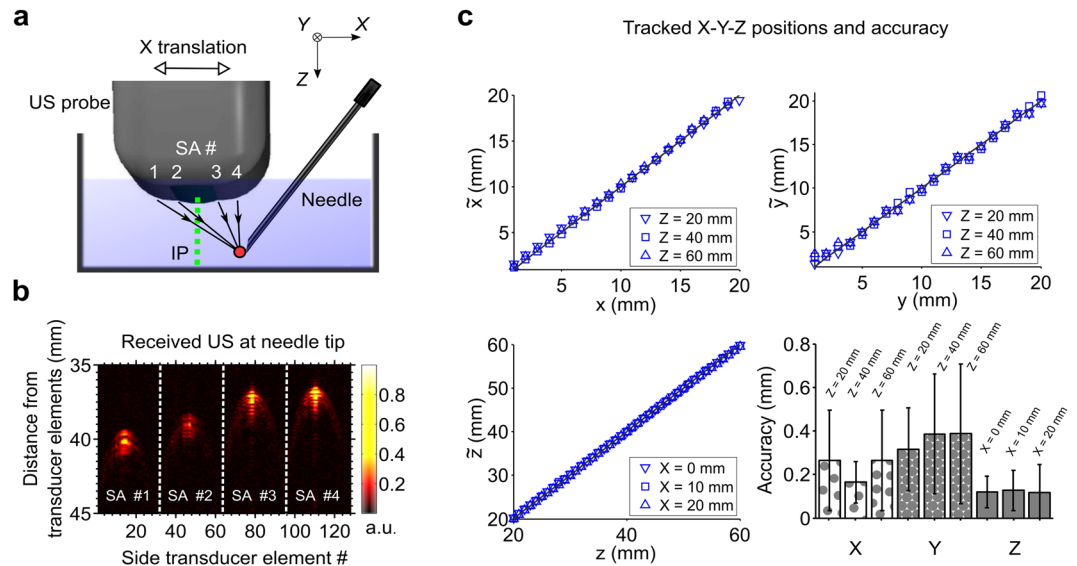 a
X translation
Y
X
Z
US probe
SA #
1 2 3 4
Needle
IP
b
Received US at needle tip
Distance from
transducer elements (mm)
35
40
45
SA #1
SA #2
SA #3
SA #4
20 40 60 80 100 120
Side transducer element #
0.8
0.6
0.4
0.2
a.u.
c
Tracked X-Y-Z positions and accuracy
x̃ (mm)
20
15
10
5
5 10 15 20
x (mm)
Z = 20 mm
Z = 40 mm
Z = 60 mm
ỹ (mm)
20
15
10
5
5 10 15 20
y (mm)
Z = 20 mm
Z = 40 mm
Z = 60 mm
z̃ (mm)
60
50
40
30
20
20 40 60
z (mm)
X = 0 mm
X = 10 mm
X = 20 mm
Accuracy (mm)
0.8
0.6
0.4
0.2
0
Z = 20 mm
Z = 40 mm
Z = 60 mm
Z = 20 mm
Z = 40 mm
Z = 60 mm
X = 0 mm
X = 10 mm
X = 20 mm
X Y Z